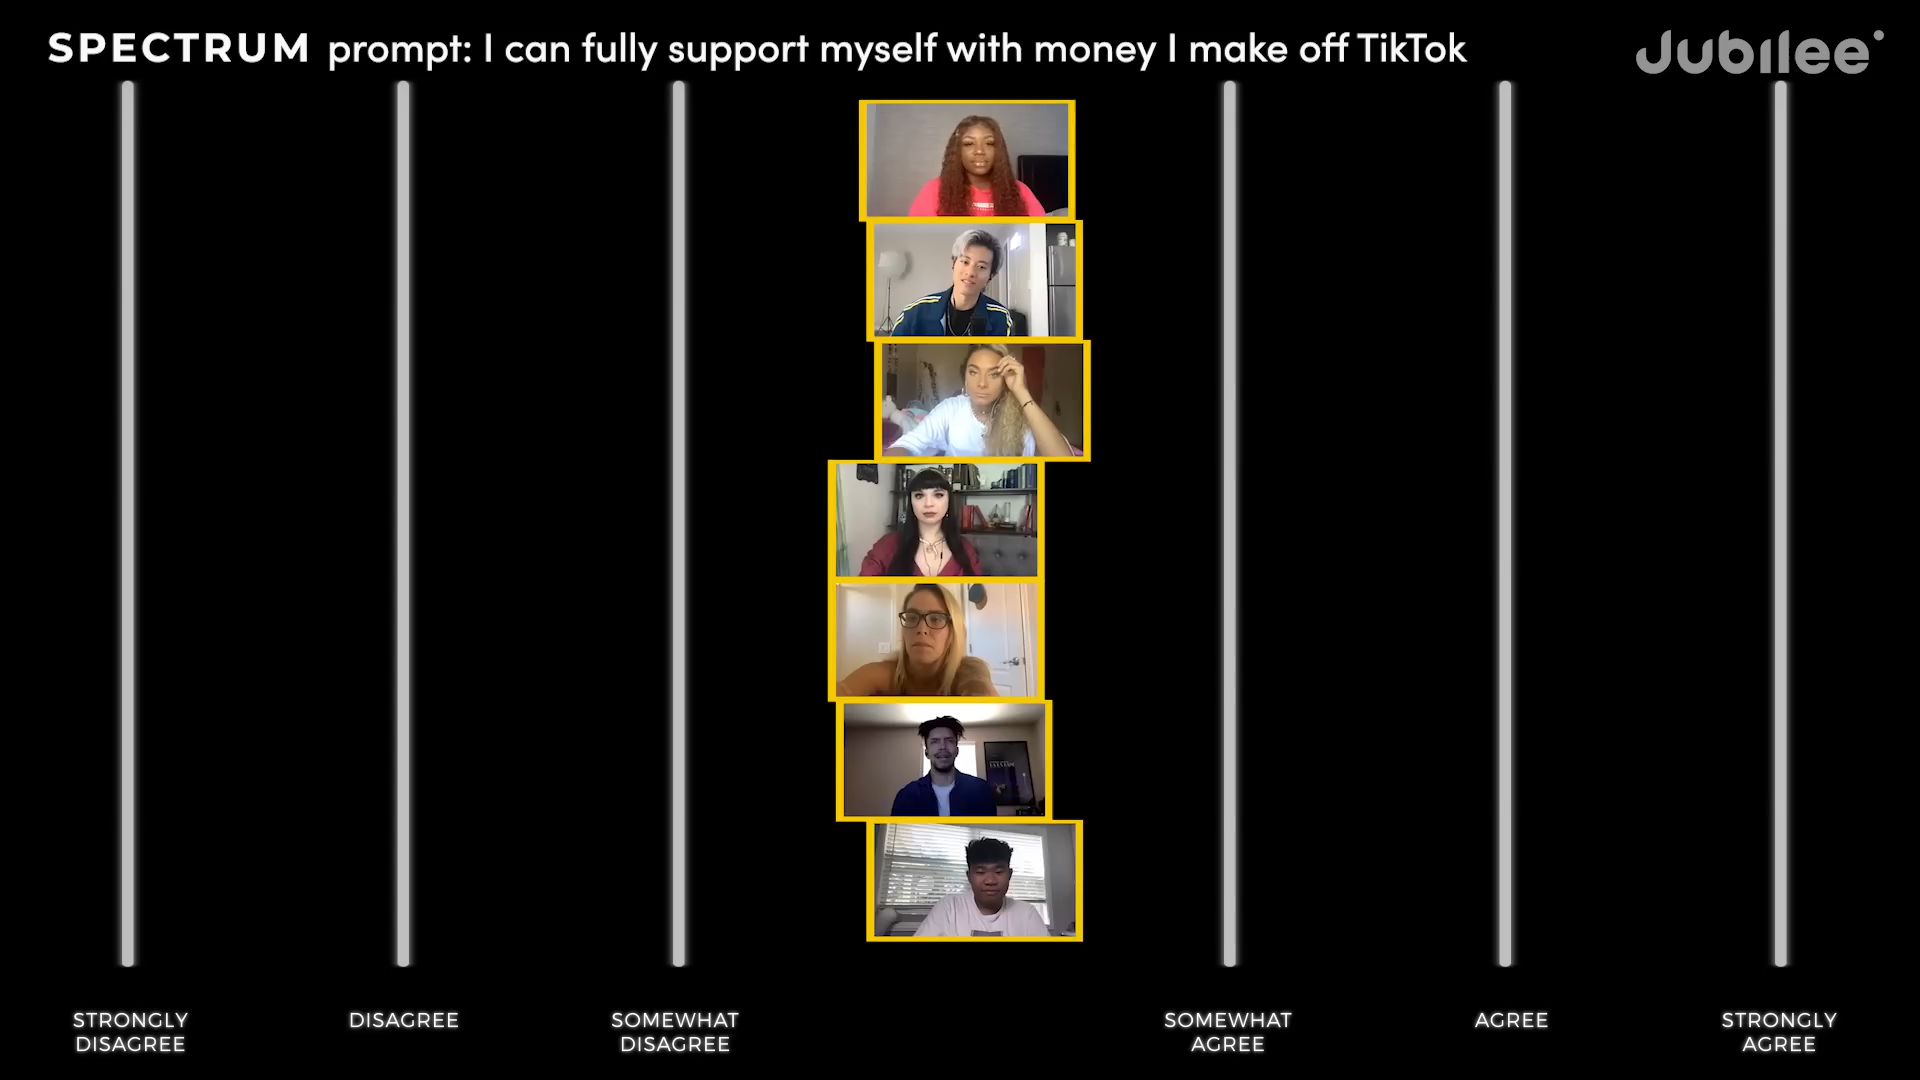 SPECTRUM prompt: I can fully support myself with money I make off TikTok
Jubilee
STRONGLY
DISAGREE
DISAGREE
SOMEWHAT
DISAGREE
SOMEWHAT
AGREE
AGREE
STRONGLY
AGREE